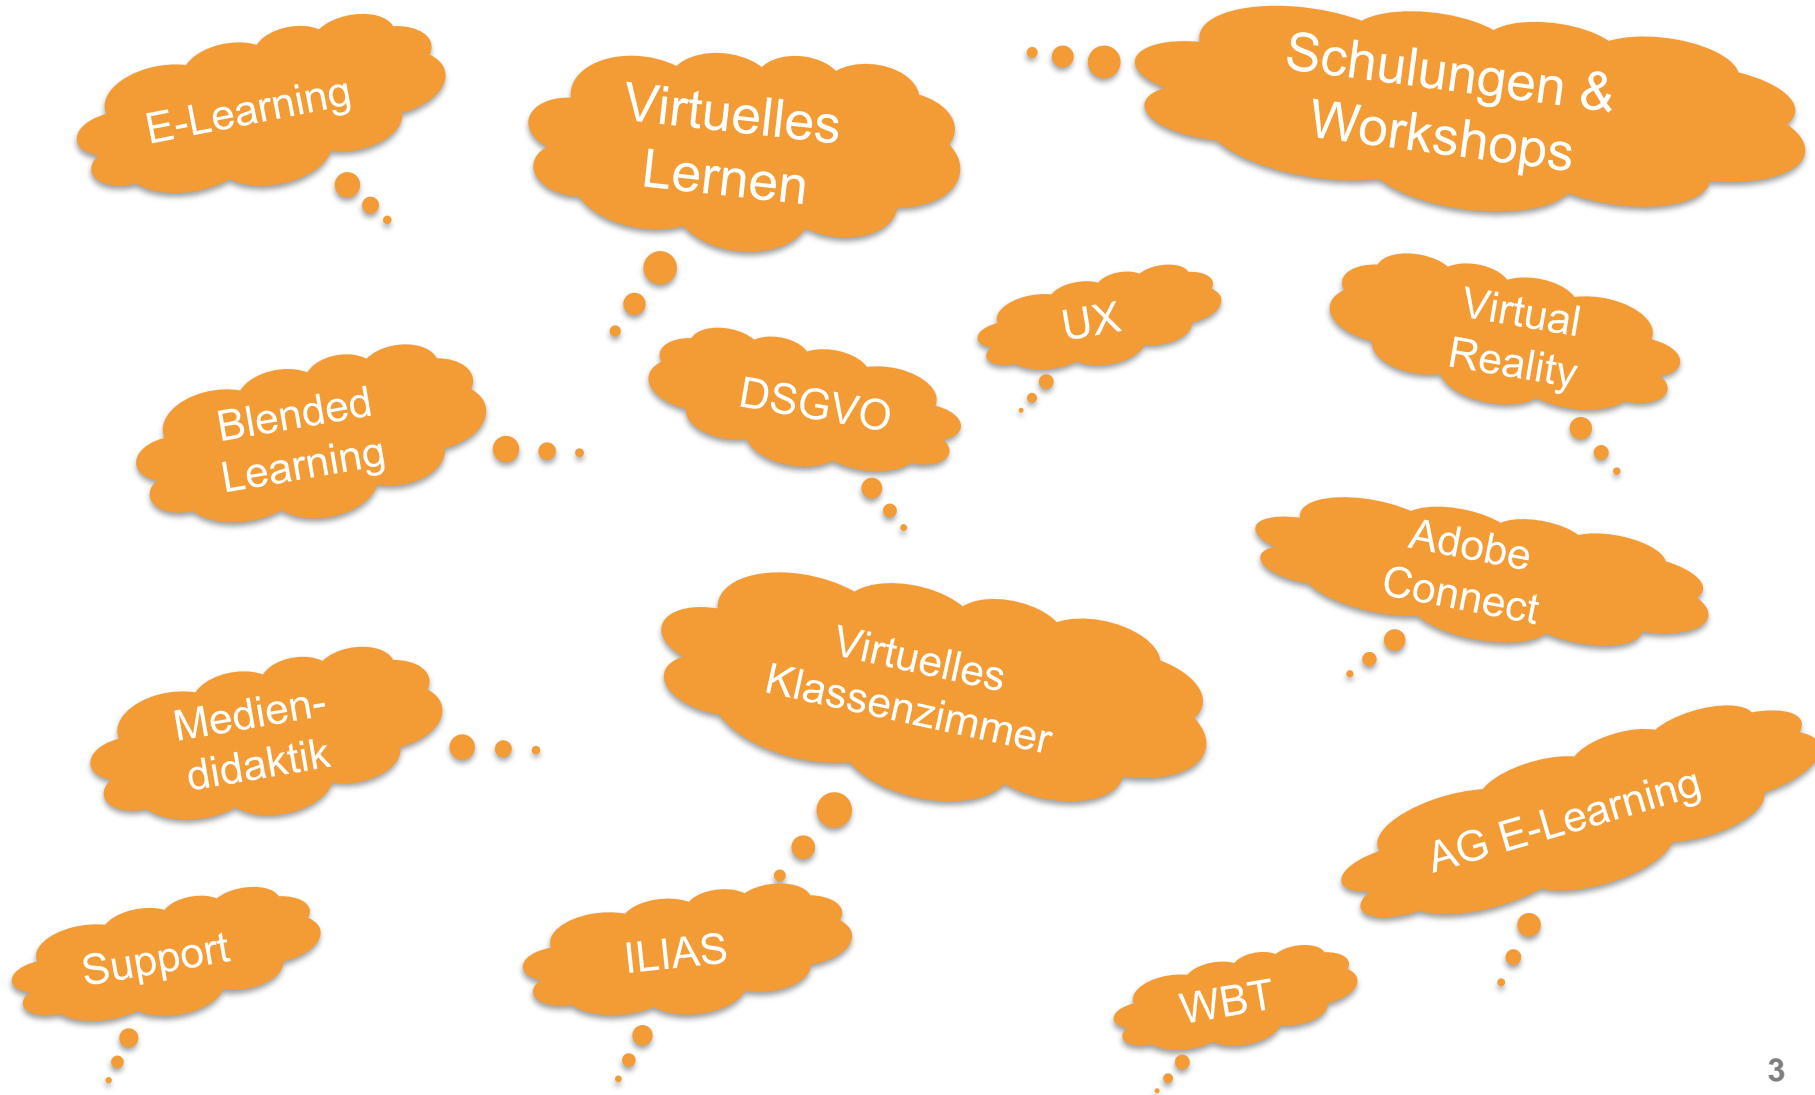 E-Learning
Virtuelles
Lernen
Schulungen &
Workshops
UX
Virtual
Reality
Blended
Learning
DSGVO
Adobe
Connect
Virtuelles
Klassenzimmer
Medien-
didaktik
AG E-Learning
Support
ILIAS
WBT
3